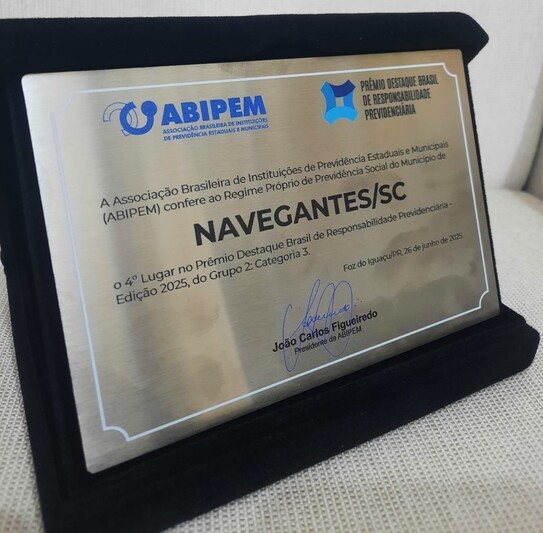 ABIPEM
ASSOCIAÇÃO BRASILEIRA DE INSTITUIÇÕES
DE PREVIDÊNCIA ESTADUAIS E MUNICIPAIS
PRÊMIO DESTAQUE BRASIL
DE RESPONSABILIDADE
PREVIDENCIÁRIA
A Associação Brasileira de Instituições de Previdência Estaduais e Municipais
(ABIPEM) confere ao Regime Próprio de Previdência Social do Município de
NAVEGANTES/SC
o 4º Lugar no Prêmio Destaque Brasil de Responsabilidade Previdenciária -
Edição 2025, do Grupo 2: Categoria 3.
Foz do Iguaçu/PR, 26 de junho de 2025.
João Carlos Figueiredo
Presidente da ABIPEM